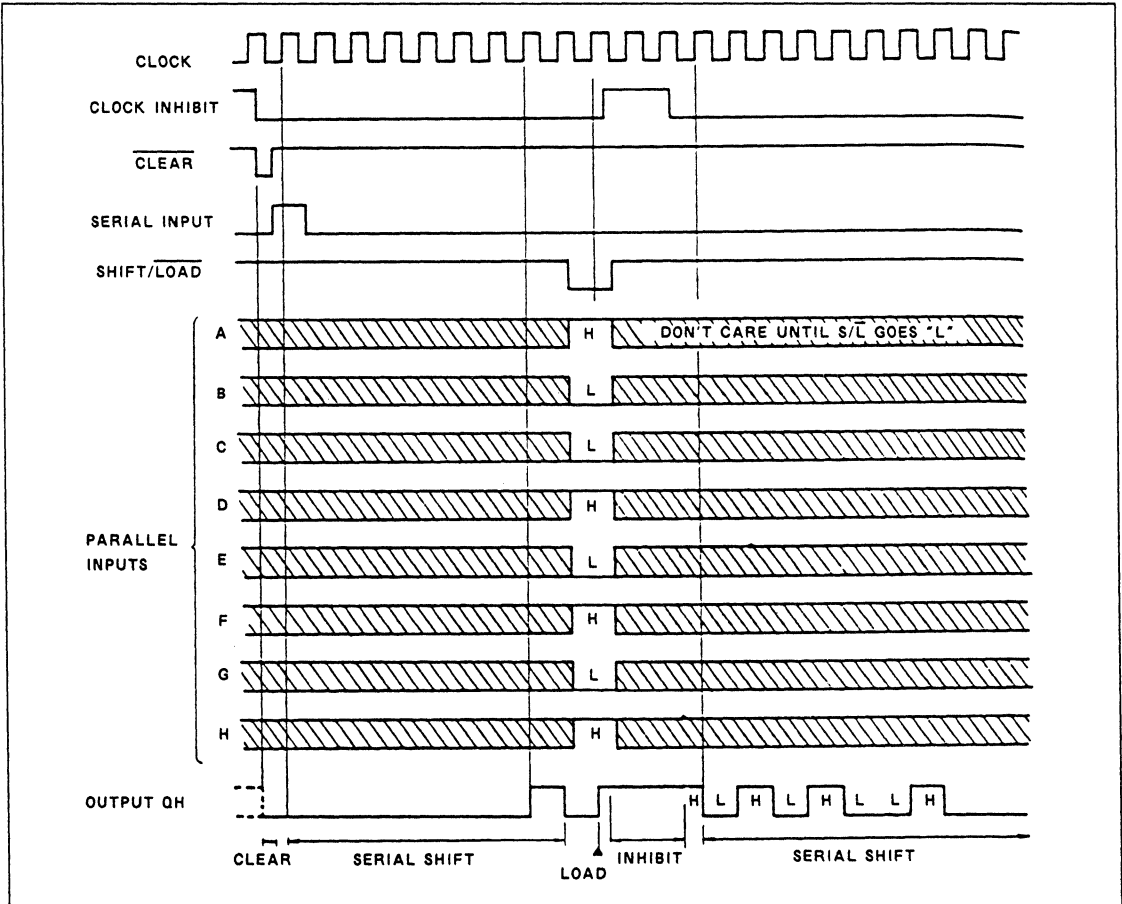 CLOCK
CLOCK INHIBIT
CLEAR
SERIAL INPUT
SHIFT/LOAD
A H DON'T CARE UNTIL S/L GOES "L"
B L
C L
D H
PARALLEL
INPUTS
E L
F H
G L
H H
OUTPUT QH H L H L H L L H
CLEAR SERIAL SHIFT LOAD INHIBIT SERIAL SHIFT